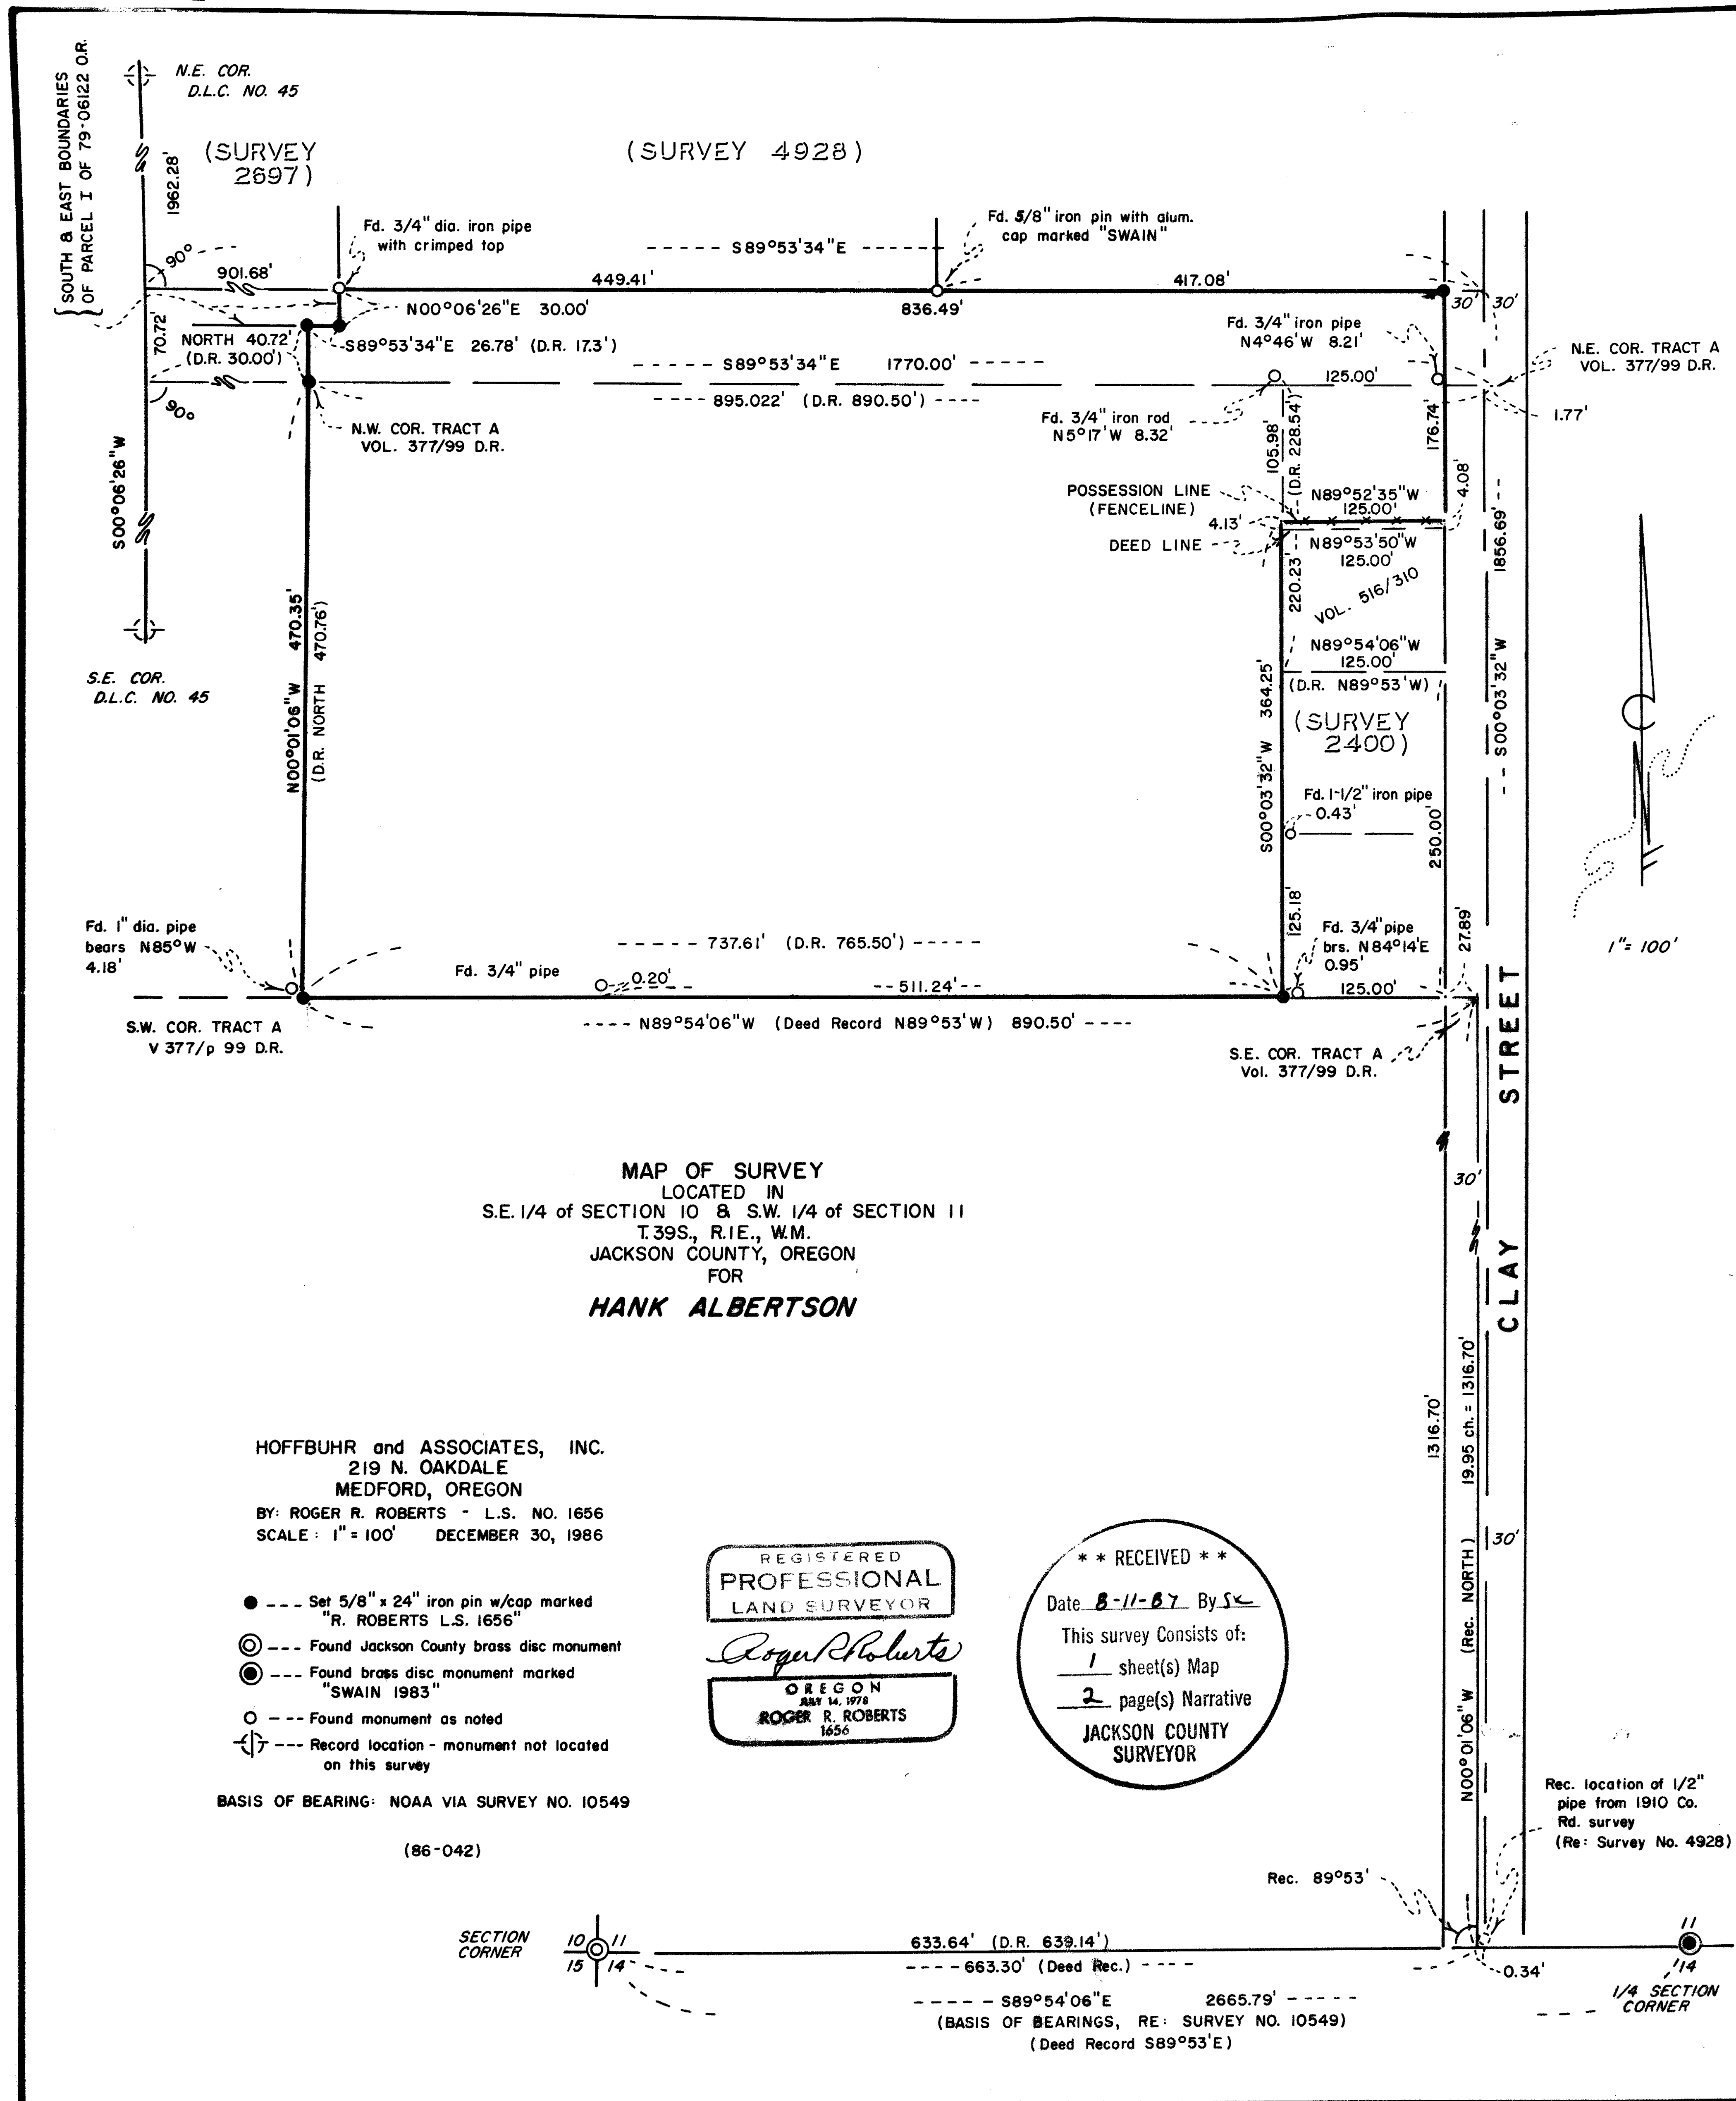 SOUTH & EAST BOUNDARIES
OF PARCEL I OF 79-06122 O.R.
N.E. COR.
D.L.C. NO. 45
1962.28'
(SURVEY
2697)
(SURVEY 4928)
Fd. 3/4" dia. iron pipe
with crimped top
S89°53'34"E
Fd. 5/8" iron pin with alum.
cap marked "SWAIN"
90°
901.68'
449.41'
417.08'
836.49'
30'
30'
N00°06'26"E 30.00'
70.72'
NORTH 40.72'
(D.R. 30.00')
S89°53'34"E 26.78' (D.R. 17.3')
Fd. 3/4" iron pipe
N4°46'W 8.21'
N.E. COR. TRACT A
VOL. 377/99 D.R.
S89°53'34"E 1770.00'
125.00'
895.022' (D.R. 890.50')
90°
Fd. 3/4" iron rod
N5°17'W 8.32'
1.77'
N.W. COR. TRACT A
VOL. 377/99 D.R.
105.98'
(D.R. 228.54')
176.74'
S00°06'26"W
POSSESSION LINE
(FENCELINE)
N89°52'35"W
125.00'
4.08'
4.13'
DEED LINE
N89°53'50"W
125.00'
1856.69'
220.23'
VOL. 516/310
N89°54'06"W
125.00'
(D.R. N89°53'W)
S00°03'32"W
S.E. COR.
D.L.C. NO. 45
N00°01'06"W 470.35'
(D.R. NORTH 470.76')
S00°03'32"W 364.25'
(SURVEY
2400)
Fd. 1-1/2" iron pipe
0.43'
250.00'
125.18'
27.89'
1"= 100'
Fd. 1" dia. pipe
bears N85°W
4.18'
737.61' (D.R. 765.50')
Fd. 3/4" pipe
brs. N84°14'E
0.95'
Fd. 3/4" pipe
0.20'
511.24'
125.00'
S.W. COR. TRACT A
V 377/p 99 D.R.
N89°54'06"W (Deed Record N89°53'W) 890.50'
S.E. COR. TRACT A
Vol. 377/99 D.R.
CLAY STREET
MAP OF SURVEY
LOCATED IN
S.E. 1/4 of SECTION 10 & S.W. 1/4 of SECTION 11
T.39S., R.1E., W.M.
JACKSON COUNTY, OREGON
FOR
HANK ALBERTSON
30'
1316.70'
19.95 ch. = 1316.70'
(Rec. NORTH)
N00°01'06"W
30'
HOFFBUHR and ASSOCIATES, INC.
219 N. OAKDALE
MEDFORD, OREGON
BY: ROGER R. ROBERTS - L.S. NO. 1656
SCALE: 1" = 100' DECEMBER 30, 1986
Set 5/8" x 24" iron pin w/cap marked
"R. ROBERTS L.S. 1656"
Found Jackson County brass disc monument
Found brass disc monument marked
"SWAIN 1983"
Found monument as noted
Record location - monument not located
on this survey
BASIS OF BEARING: NOAA VIA SURVEY NO. 10549
(86-042)
REGISTERED
PROFESSIONAL
LAND SURVEYOR
Roger R Roberts
OREGON
JULY 14, 1978
ROGER R. ROBERTS
1656
* * RECEIVED * *
Date 8-11-87 By SK
This survey Consists of:
1 sheet(s) Map
2 page(s) Narrative
JACKSON COUNTY
SURVEYOR
Rec. location of 1/2"
pipe from 1910 Co.
Rd. survey
(Re: Survey No. 4928)
Rec. 89°53'
SECTION
CORNER
10 11
15 14
633.64' (D.R. 639.14')
663.30' (Deed Rec.)
0.34'
11
14
1/4 SECTION
CORNER
S89°54'06"E 2665.79'
(BASIS OF BEARINGS, RE: SURVEY NO. 10549)
(Deed Record S89°53'E)